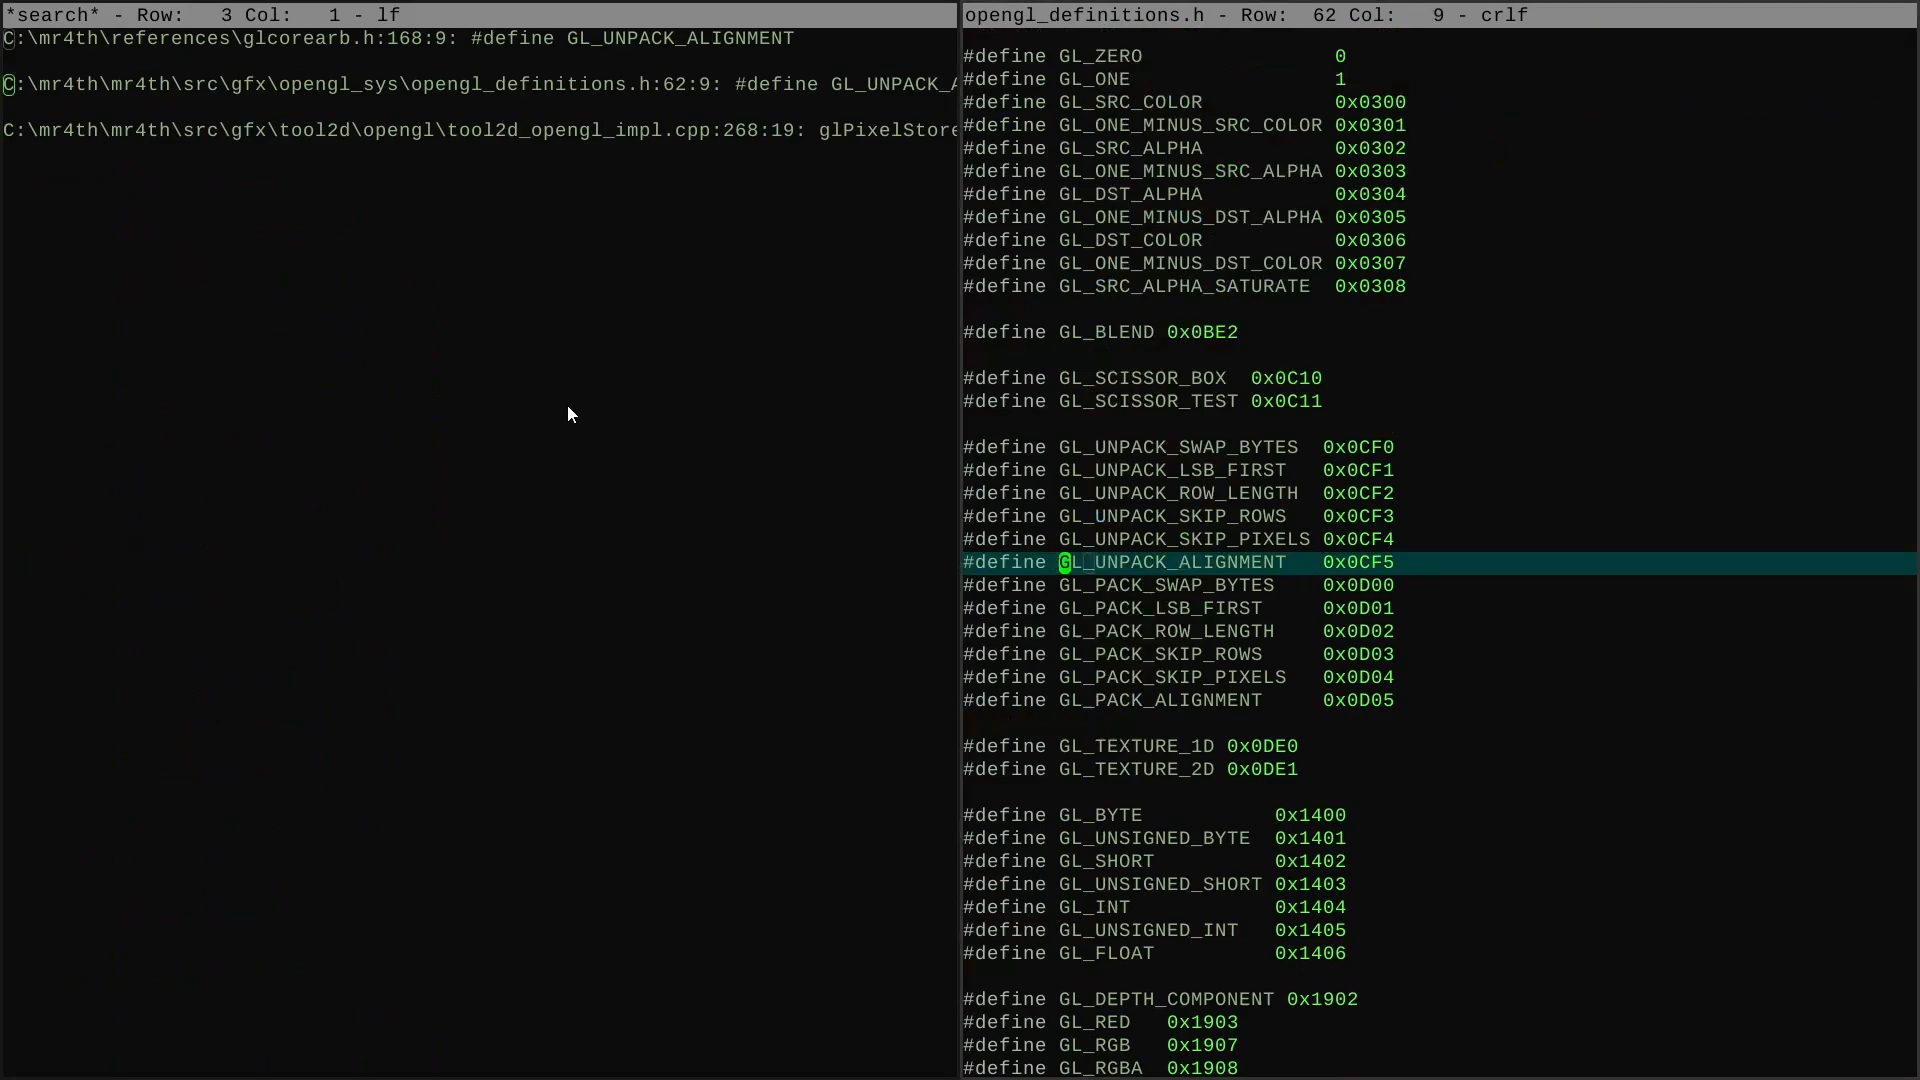 *search* - Row:   3 Col:   1 - lf
C:\mr4th\references\glcorearb.h:168:9: #define GL_UNPACK_ALIGNMENT
C:\mr4th\mr4th\src\gfx\opengl_sys\opengl_definitions.h:62:9: #define GL_UNPACK_A
C:\mr4th\mr4th\src\gfx\tool2d\opengl\tool2d_opengl_impl.cpp:268:19: glPixelStore
opengl_definitions.h - Row:  62 Col:   9 - crlf
#define GL_ZERO                0
#define GL_ONE                 1
#define GL_SRC_COLOR           0x0300
#define GL_ONE_MINUS_SRC_COLOR 0x0301
#define GL_SRC_ALPHA           0x0302
#define GL_ONE_MINUS_SRC_ALPHA 0x0303
#define GL_DST_ALPHA           0x0304
#define GL_ONE_MINUS_DST_ALPHA 0x0305
#define GL_DST_COLOR           0x0306
#define GL_ONE_MINUS_DST_COLOR 0x0307
#define GL_SRC_ALPHA_SATURATE  0x0308
#define GL_BLEND 0x0BE2
#define GL_SCISSOR_BOX  0x0C10
#define GL_SCISSOR_TEST 0x0C11
#define GL_UNPACK_SWAP_BYTES  0x0CF0
#define GL_UNPACK_LSB_FIRST   0x0CF1
#define GL_UNPACK_ROW_LENGTH  0x0CF2
#define GL_UNPACK_SKIP_ROWS   0x0CF3
#define GL_UNPACK_SKIP_PIXELS 0x0CF4
#define GL_UNPACK_ALIGNMENT   0x0CF5
#define GL_PACK_SWAP_BYTES    0x0D00
#define GL_PACK_LSB_FIRST     0x0D01
#define GL_PACK_ROW_LENGTH    0x0D02
#define GL_PACK_SKIP_ROWS     0x0D03
#define GL_PACK_SKIP_PIXELS   0x0D04
#define GL_PACK_ALIGNMENT     0x0D05
#define GL_TEXTURE_1D 0x0DE0
#define GL_TEXTURE_2D 0x0DE1
#define GL_BYTE           0x1400
#define GL_UNSIGNED_BYTE  0x1401
#define GL_SHORT          0x1402
#define GL_UNSIGNED_SHORT 0x1403
#define GL_INT            0x1404
#define GL_UNSIGNED_INT   0x1405
#define GL_FLOAT          0x1406
#define GL_DEPTH_COMPONENT 0x1902
#define GL_RED   0x1903
#define GL_RGB   0x1907
#define GL_RGBA  0x1908